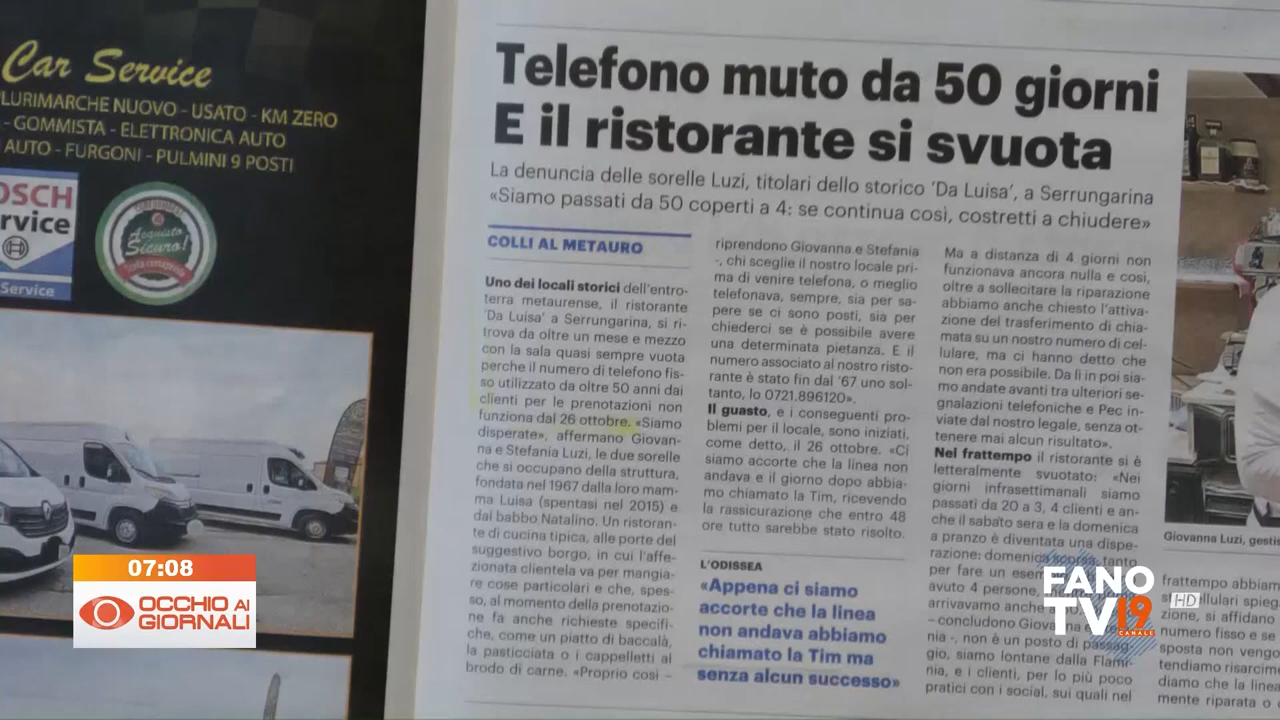 Car Service
LURIMARCHE NUOVO - USATO - KM ZERO
- GOMMISTA - ELETTRONICA AUTO
AUTO - FURGONI - PULMINI 9 POSTI
OSCH
rvice
Service
Acquisto
Sicuro!
07:08
OCCHIO AI
GIORNALI
Telefono muto da 50 giorni
E il ristorante si svuota
La denuncia delle sorelle Luzi, titolari dello storico 'Da Luisa', a Serrungarina
«Siamo passati da 50 coperti a 4: se continua così, costretti a chiudere»
COLLI AL METAURO
Uno dei locali storici dell'entro-
terra metaurense, il ristorante
'Da Luisa' a Serrungarina, si ri-
trova da oltre un mese e mezzo
con la sala quasi sempre vuota
perche il numero di telefono fis-
so utilizzato da oltre 50 anni dai
clienti per le prenotazioni non
funziona dal 26 ottobre. «Siamo
disperate», affermano Giovan-
na e Stefania Luzi, le due sorelle
che si occupano della struttura,
fondata nel 1967 dalla loro mam-
ma Luisa (spentasi nel 2015) e
dal babbo Natalino. Un ristoran-
te di cucina tipica, alle porte del
suggestivo borgo, in cui l'affe-
zionata clientela va per mangia-
re cose particolari e che, spes-
so, al momento della prenotazio-
ne fa anche richieste specifi-
che, come un piatto di baccalà,
la pasticciata o i cappelletti al
brodo di carne. «Proprio così –
riprendono Giovanna e Stefania
-, chi sceglie il nostro locale pri-
ma di venire telefona, o meglio
telefonava, sempre, sia per sa-
pere se ci sono posti, sia per
chiederci se è possibile avere
una determinata pietanza. E il
numero associato al nostro risto-
rante è stato fin dal '67 uno sol-
tanto, lo 0721.896120».
Il guasto, e i conseguenti pro-
blemi per il locale, sono iniziati,
come detto, il 26 ottobre. «Ci
siamo accorte che la linea non
andava e il giorno dopo abbia-
mo chiamato la Tim, ricevendo
la rassicurazione che entro 48
ore tutto sarebbe stato risolto.
L'ODISSEA
«Appena ci siamo
accorte che la linea
non andava abbiamo
chiamato la Tim ma
senza alcun successo»
Ma a distanza di 4 giorni non
funzionava ancora nulla e così,
oltre a sollecitare la riparazione
abbiamo anche chiesto l'attiva-
zione del trasferimento di chia-
mata su un nostro numero di cel-
lulare, ma ci hanno detto che
non era possibile. Da lì in poi sia-
mo andate avanti tra ulteriori se-
gnalazioni telefoniche e Pec in-
viate dal nostro legale, senza ot-
tenere mai alcun risultato».
Nel frattempo il ristorante si è
letteralmente svuotato: «Nei
giorni infrasettimanali siamo
passati da 20 a 3, 4 clienti e an-
che il sabato sera e la domenica
a pranzo è diventata una dispe-
razione: domenica scorsa, tanto
per fare un esem
avuto 4 persone,
arrivavamo anche
– concludono Giovanna e
nia -, non è un posto di passag-
gio, siamo lontane dalla Flami-
nia, e i clienti, per lo più poco
pratici con i social, sui quali nel
Giovanna Luzi, gestis
frattempo abbiam
cellulari spieg
zione, si affidano
numero fisso e se
sposta non vengo
tendiamo risarcim
diamo che la linea
mente riparata o
FANO
TV19
CANALE
HD